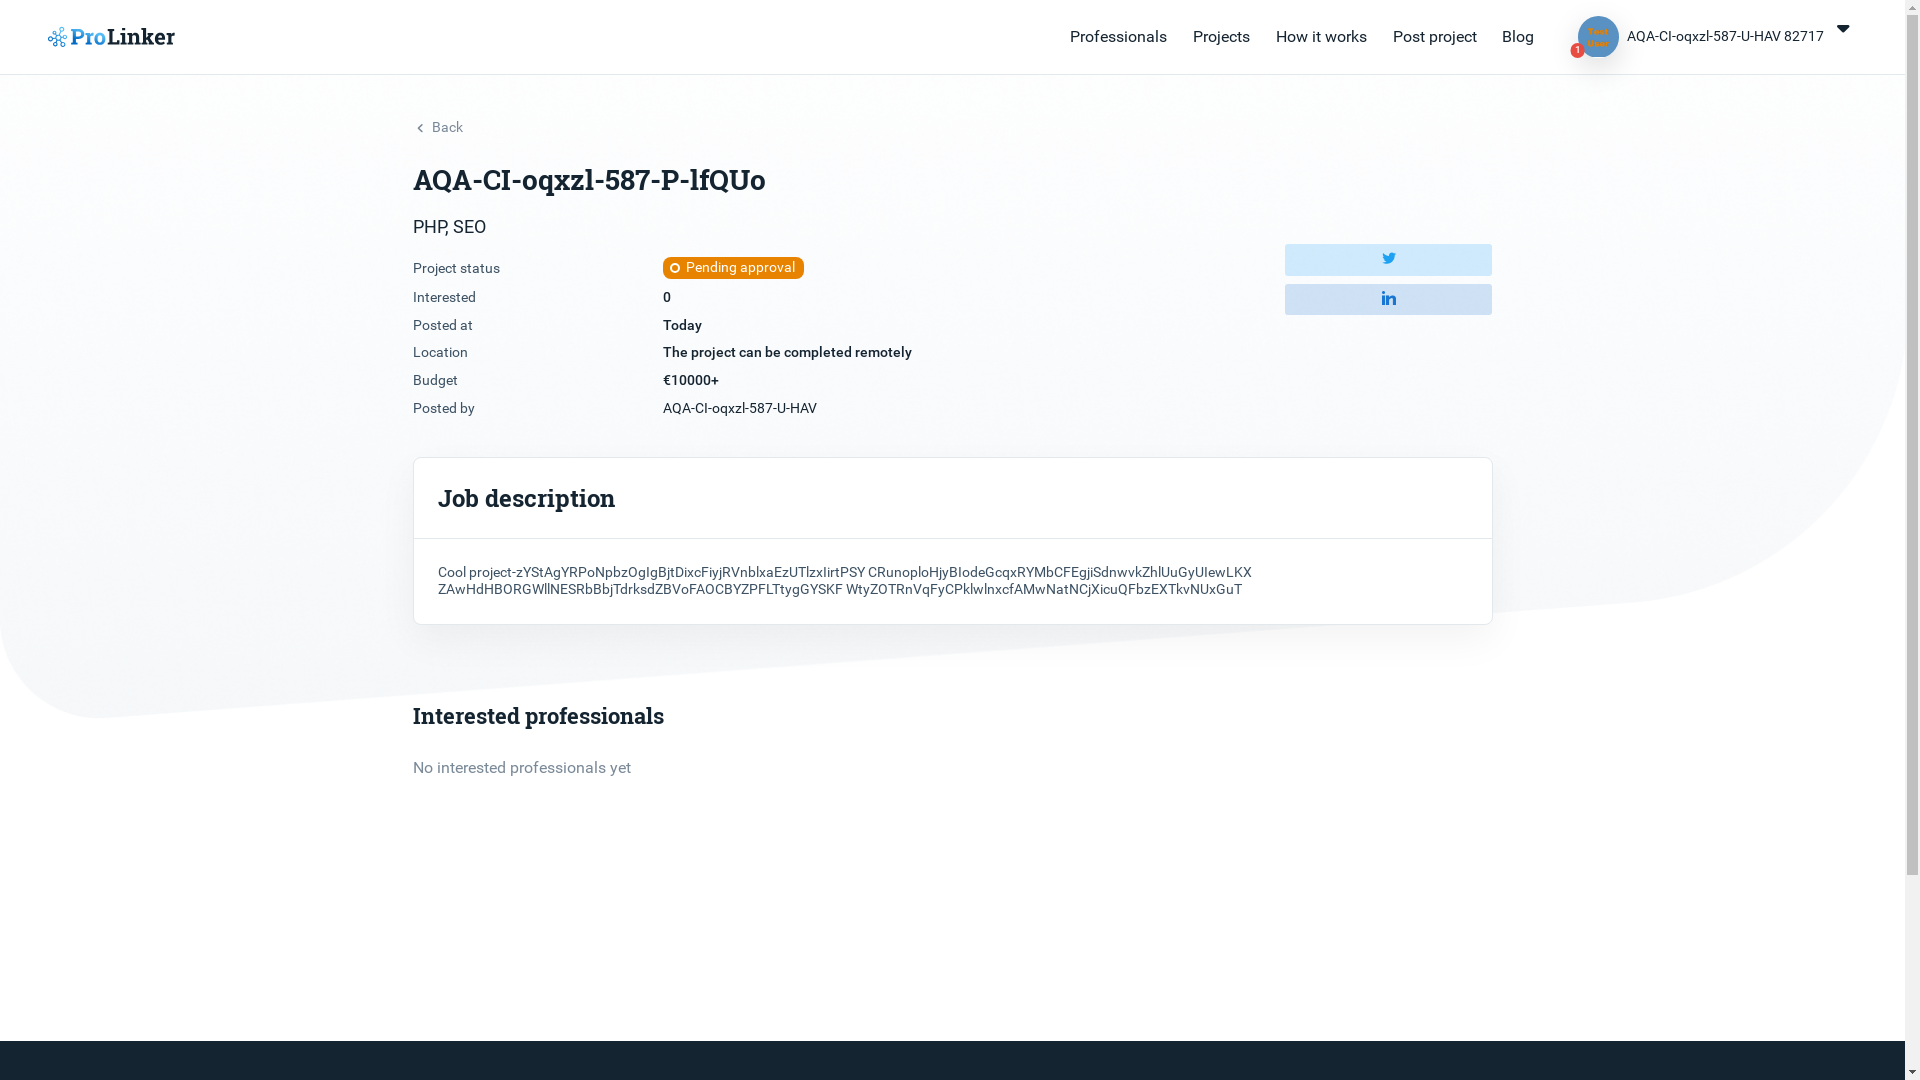 ProLinker
Professionals
Projects
How it works
Post project
Blog
Test
User
1
AQA-CI-oqxzl-587-U-HAV 82717
Back
AQA-CI-oqxzl-587-P-lfQUo
PHP, SEO
Project status
Pending approval
Interested
0
Posted at
Today
Location
The project can be completed remotely
Budget
€10000+
Posted by
AQA-CI-oqxzl-587-U-HAV
Job description
Cool project-zYStAgYRPoNpbzOgIgBjtDixcFiyjRVnblxaEzUTlzxIirtPSY CRunoploHjyBIodeGcqxRYMbCFEgjiSdnwvkZhlUuGyUIewLKX
ZAwHdHBORGWllNESRbBbjTdrksdZBVoFAOCBYZPFLTtygGYSKF WtyZOTRnVqFyCPklwlnxcfAMwNatNCjXicuQFbzEXTkvNUxGuT
Interested professionals
No interested professionals yet